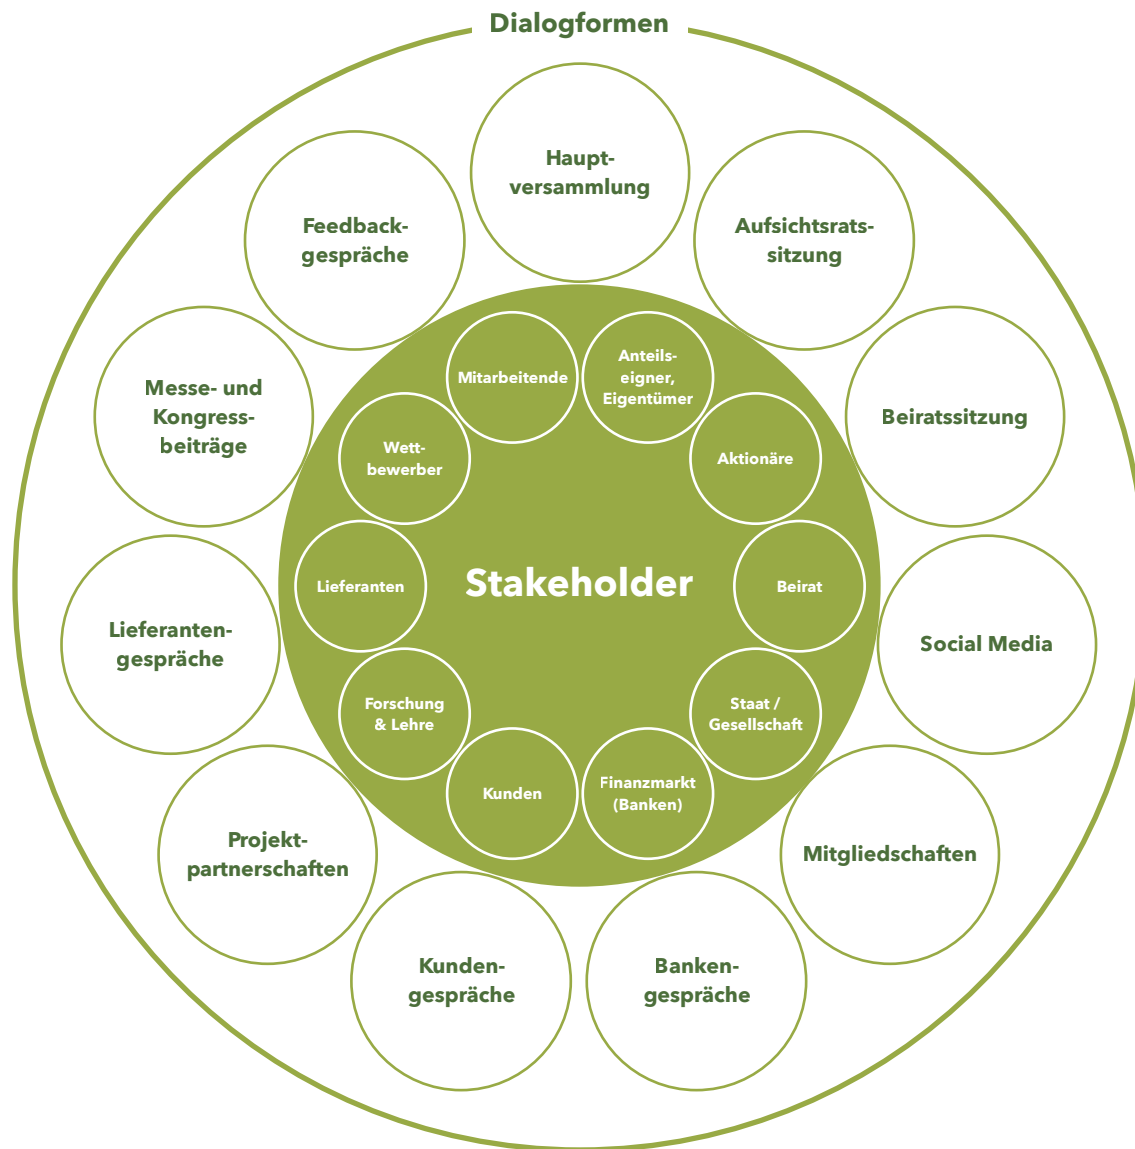 Dialogformen
Haupt-
versammlung
Aufsichtsrats-
sitzung
Beiratssitzung
Social Media
Mitgliedschaften
Banken-
gespräche
Kunden-
gespräche
Projekt-
partnerschaften
Lieferanten-
gespräche
Messe- und
Kongress-
beiträge
Feedback-
gespräche
Stakeholder
Anteils-
eigner,
Eigentümer
Aktionäre
Beirat
Staat /
Gesellschaft
Finanzmarkt
(Banken)
Kunden
Forschung
& Lehre
Lieferanten
Wett-
bewerber
Mitarbeitende